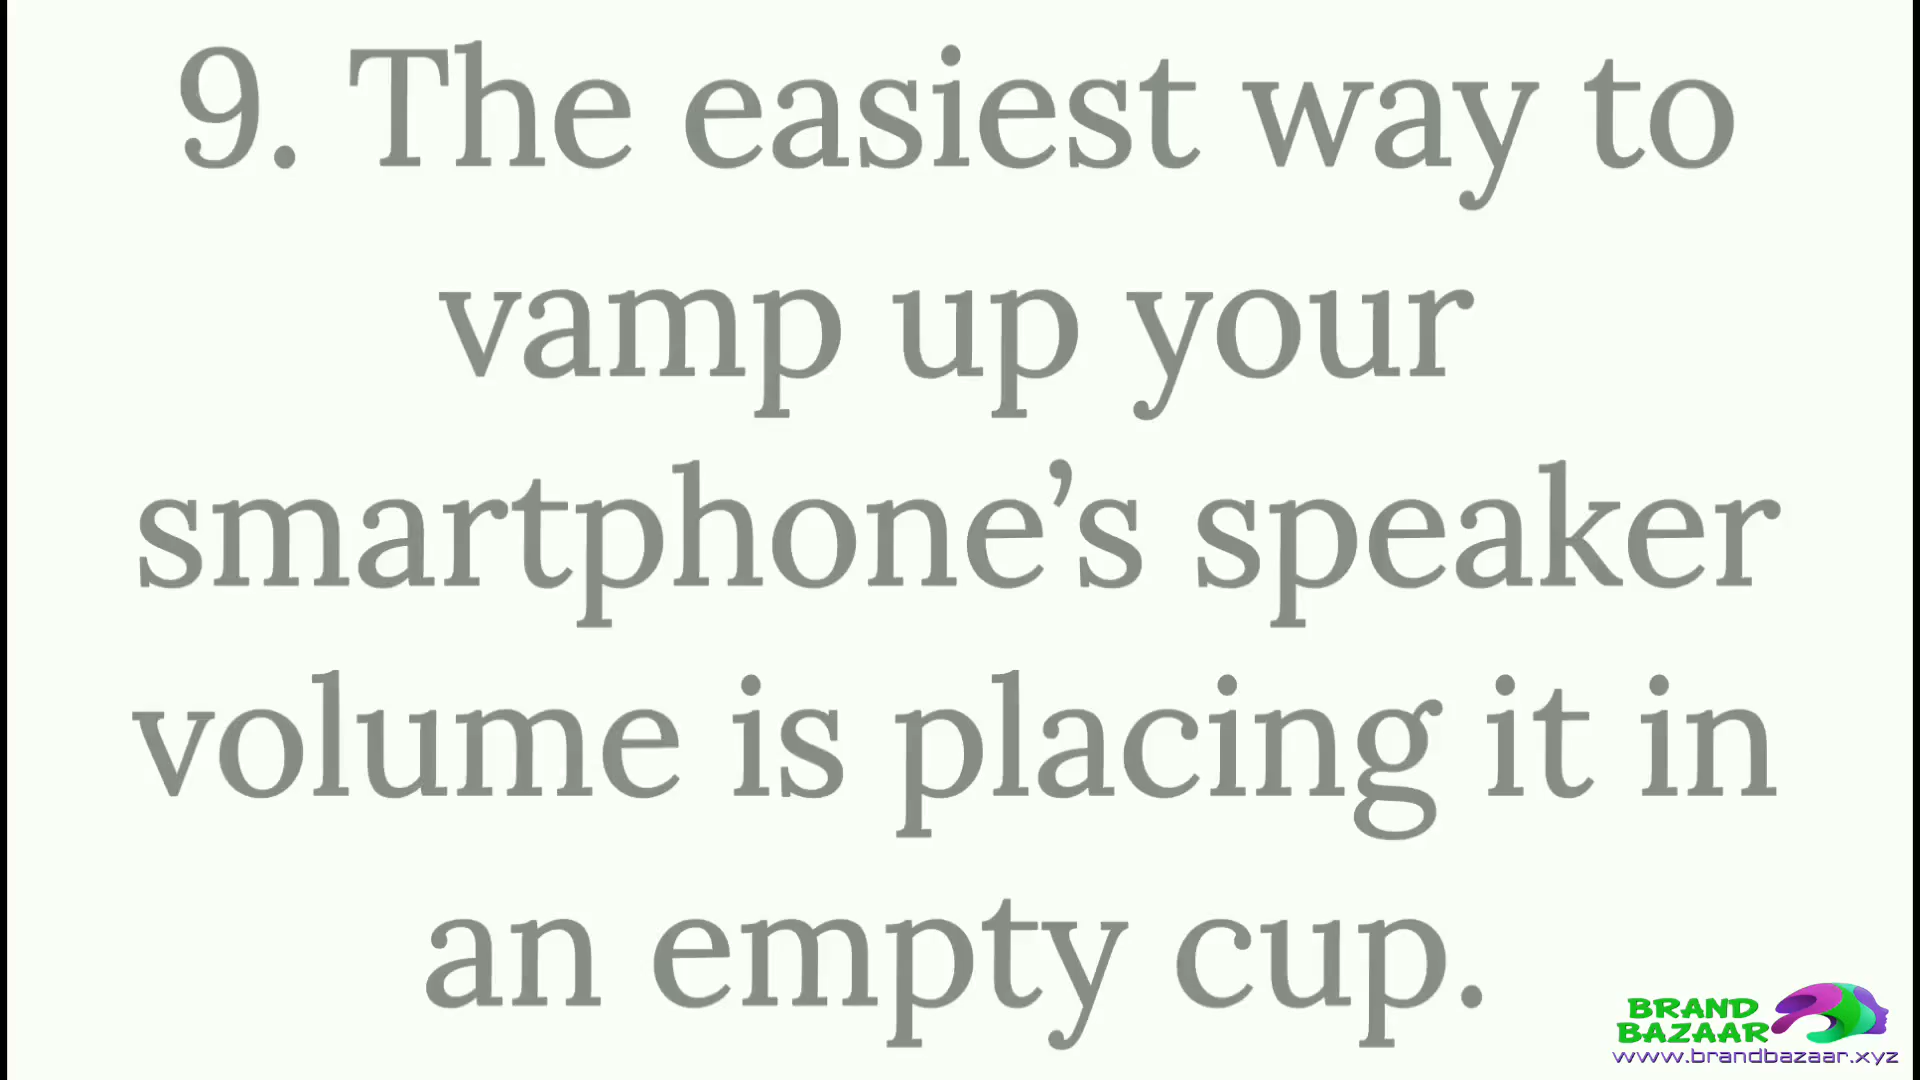 9. The easiest way to
vamp up your
smartphone’s speaker
volume is placing it in
an empty cup.
BRAND
BAZAAR
www.brandbazaar.xyz